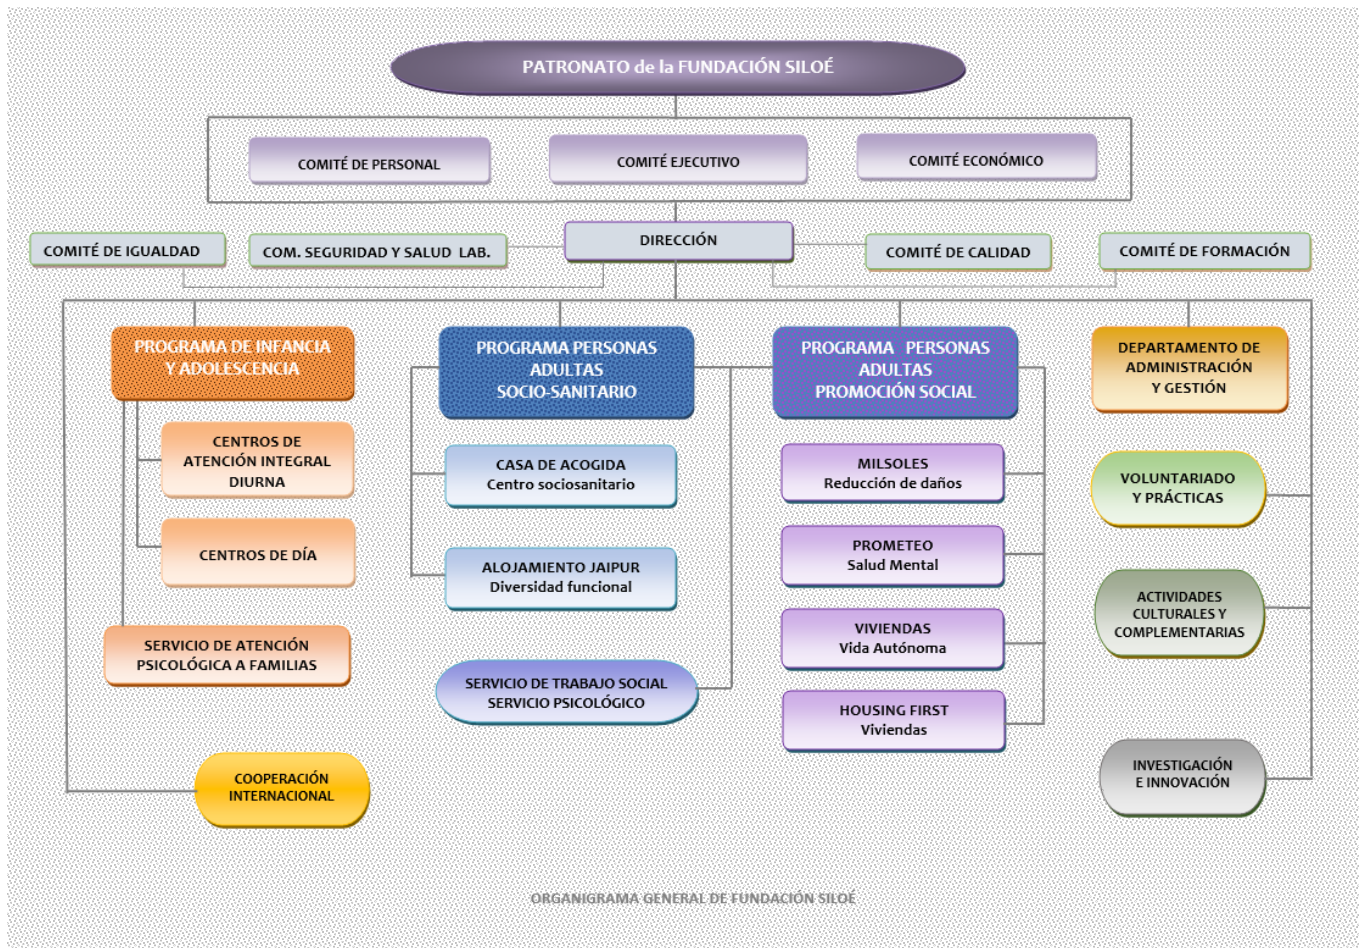 PATRONATO de la FUNDACIÓN SILOÉ
COMITÉ DE PERSONAL
COMITÉ EJECUTIVO
COMITÉ ECONÓMICO
DIRECCIÓN
COMITÉ DE IGUALDAD
COM. SEGURIDAD Y SALUD LAB.
COMITÉ DE CALIDAD
COMITÉ DE FORMACIÓN
PROGRAMA DE INFANCIA
Y ADOLESCENCIA
CENTROS DE
ATENCIÓN INTEGRAL
DIURNA
CENTROS DE DÍA
SERVICIO DE ATENCIÓN
PSICOLÓGICA A FAMILIAS
COOPERACIÓN
INTERNACIONAL
PROGRAMA PERSONAS
ADULTAS
SOCIO-SANITARIO
CASA DE ACOGIDA
Centro sociosanitario
ALOJAMIENTO JAIPUR
Diversidad funcional
SERVICIO DE TRABAJO SOCIAL
SERVICIO PSICOLÓGICO
PROGRAMA PERSONAS
ADULTAS
PROMOCIÓN SOCIAL
MILSOLES
Reducción de daños
PROMETEO
Salud Mental
VIVIENDAS
Vida Autónoma
HOUSING FIRST
Viviendas
DEPARTAMENTO DE
ADMINISTRACIÓN
Y GESTIÓN
VOLUNTARIADO
Y PRÁCTICAS
ACTIVIDADES
CULTURALES Y
COMPLEMENTARIAS
INVESTIGACIÓN
E INNOVACIÓN
ORGANIGRAMA GENERAL DE FUNDACIÓN SILOÉ